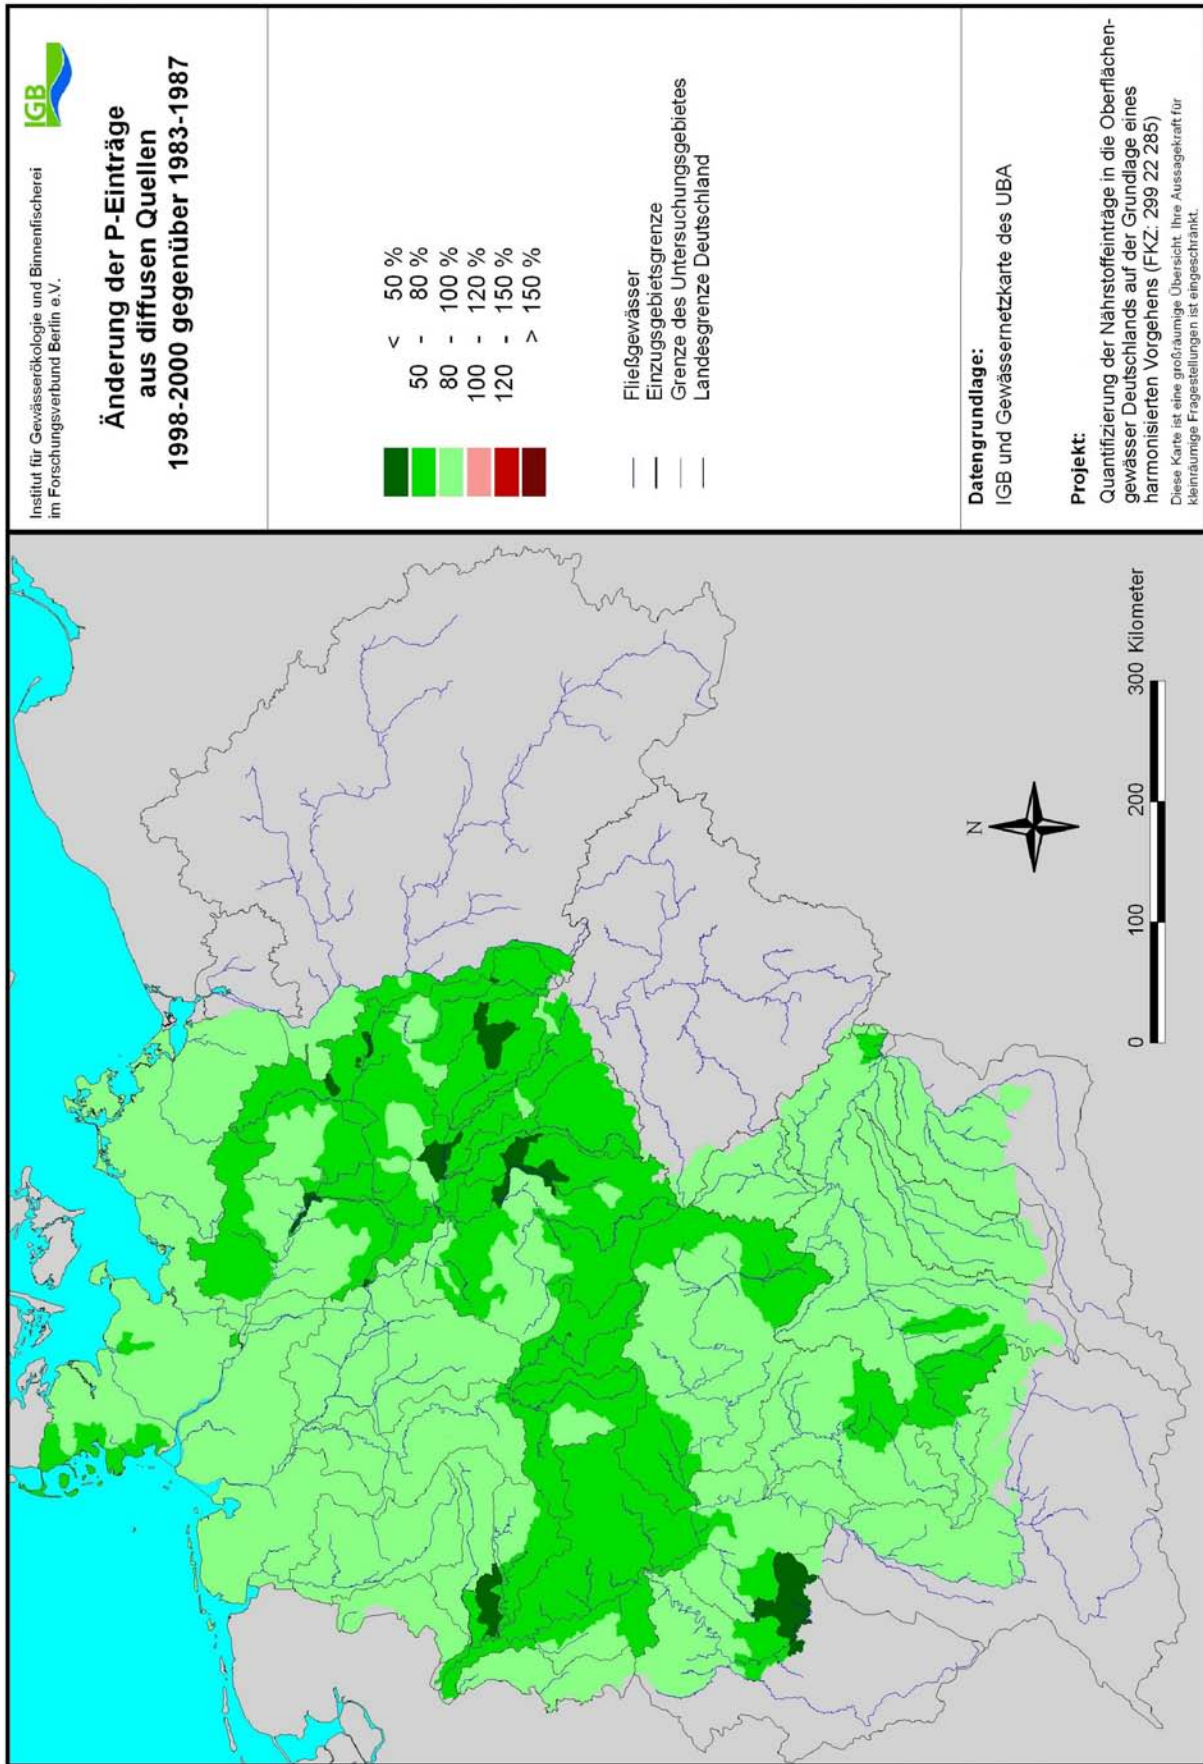 Institut für Gewässerökologie und Binnenfischerei
im Forschungsverbund Berlin e.V.
IGB
Änderung der P-Einträge
aus diffusen Quellen
1998-2000 gegenüber 1983-1987
< 50 %
50 - 80 %
80 - 100 %
100 - 120 %
120 - 150 %
> 150 %
Fließgewässer
Einzugsgebietsgrenze
Grenze des Untersuchungsgebietes
Landesgrenze Deutschland
Datengrundlage:
IGB und Gewässernetzkarte des UBA
Projekt:
Quantifizierung der Nährstoffeinträge in die Oberflächen-
gewässer Deutschlands auf der Grundlage eines
harmonisierten Vorgehens (FKZ: 299 22 285)
Diese Karte ist eine großräumige Übersicht. Ihre Aussagekraft für
kleinräumige Fragestellungen ist eingeschränkt.
N
0 100 200 300 Kilometer